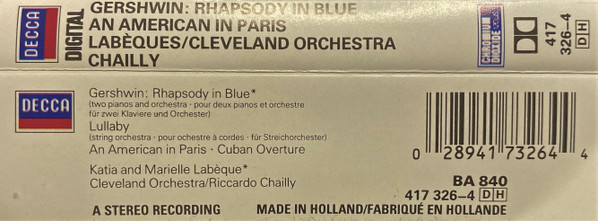 DECCA
DIGITAL
GERSHWIN: RHAPSODY IN BLUE
AN AMERICAN IN PARIS
LABÈQUES/CLEVELAND ORCHESTRA
CHAILLY
CHROMIUM
DIOXIDE
417
326-4 DH
DECCA
Gershwin: Rhapsody in Blue*
(two pianos and orchestra · pour deux pianos et orchestre
für zwei Klaviere und Orchester)
Lullaby
(string orchestra · pour ochestre à cordes · für Streichorchester)
An American in Paris · Cuban Overture
Katia and Marielle Labèque*
Cleveland Orchestra/Riccardo Chailly
A STEREO RECORDING
0 28941 73264 4
BA 840
417 326-4 DH
MADE IN HOLLAND/FABRIQUÉ EN HOLLANDE